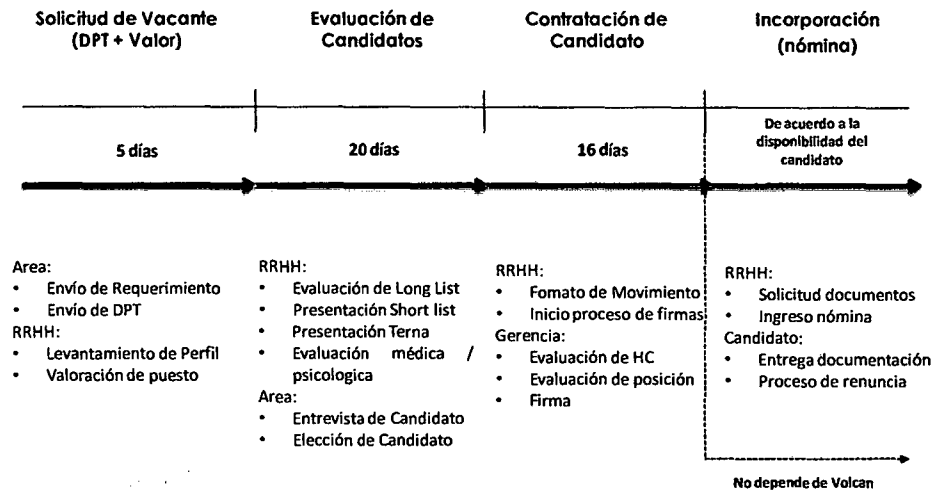 Solicitud de Vacante
(DPT + Valor)
Evaluación de
Candidatos
Contratación de
Candidato
Incorporación
(nómina)
5 días
20 días
16 días
De acuerdo a la
disponibilidad del
candidato
Area:
• Envío de Requerimiento
• Envío de DPT
RRHH:
• Levantamiento de Perfil
• Valoración de puesto
RRHH:
• Evaluación de Long List
• Presentación Short list
• Presentación Terna
• Evaluación médica /
psicologica
Area:
• Entrevista de Candidato
• Elección de Candidato
RRHH:
• Fomato de Movimiento
• Inicio proceso de firmas
Gerencia:
• Evaluación de HC
• Evaluación de posición
• Firma
RRHH:
• Solicitud documentos
• Ingreso nómina
Candidato:
• Entrega documentación
• Proceso de renuncia
No depende de Volcan